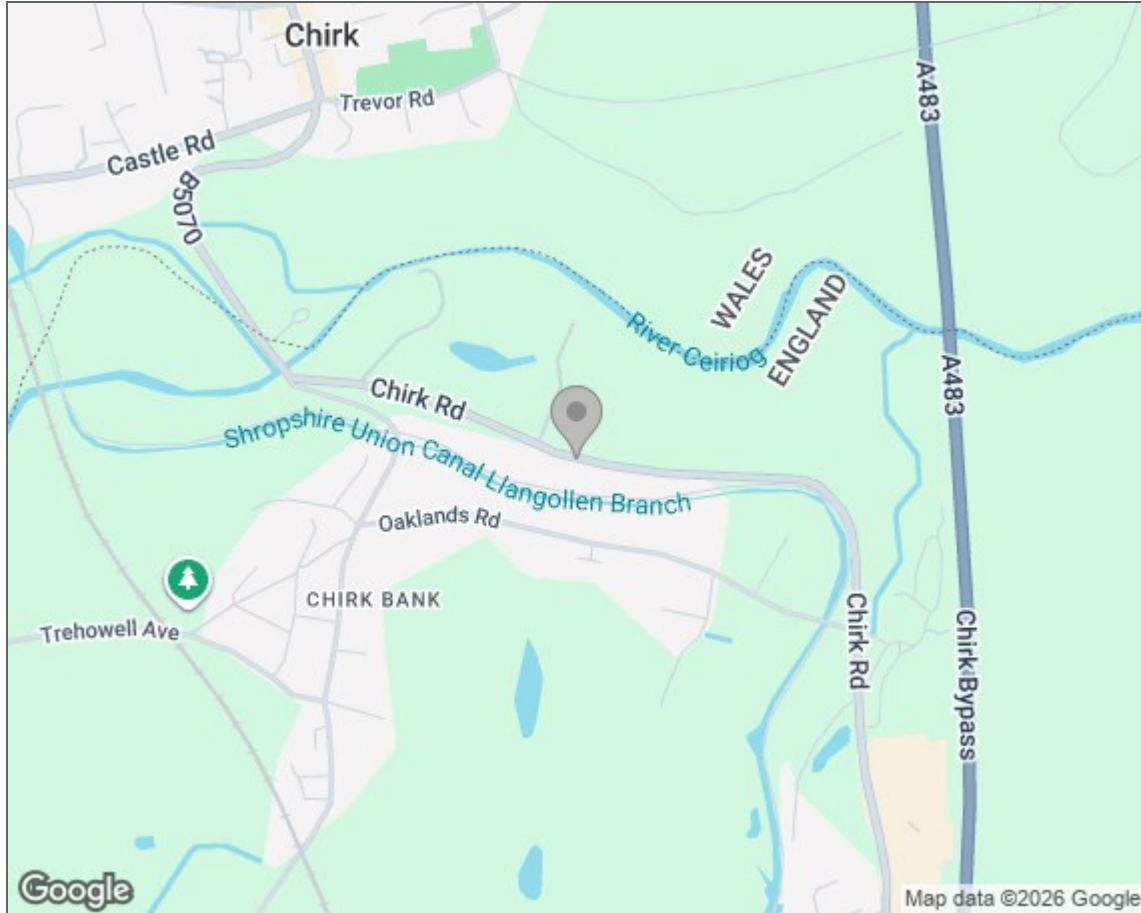 Chirk
Trevor Rd
Castle Rd
B5070
A483
WALES
ENGLAND
River Ceiriog
A483
Chirk Rd
Shropshire Union Canal Llangollen Branch
Oaklands Rd
CHIRK BANK
Trehowell Ave
Chirk Rd
Chirk Bypass
Google
Map data ©2026 Google